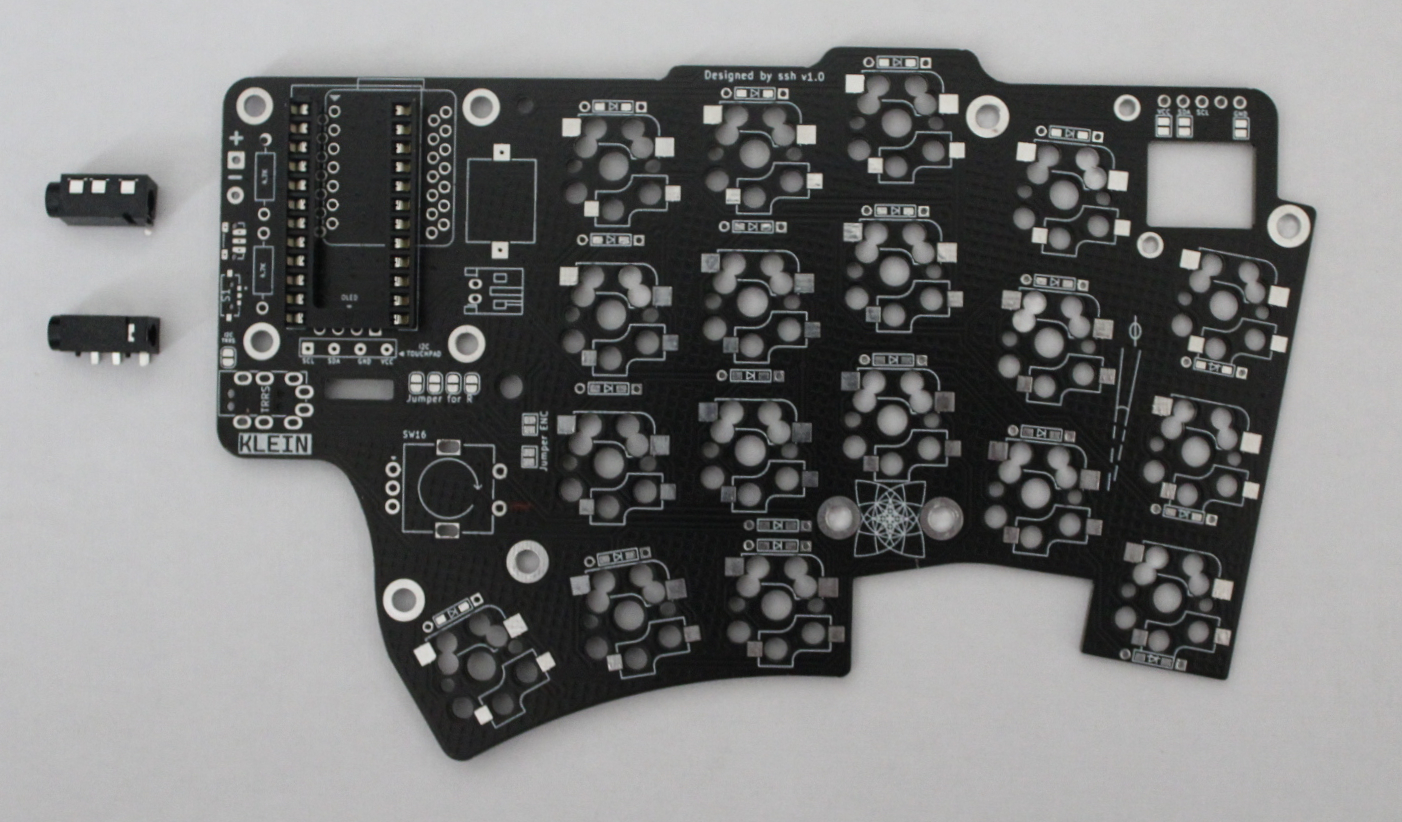 Designed by ssh v1.0
VCC SDA SCL GND
+
4.7K
4.7K
S1
OLED
I2C
TOUCHPAD
SCL SDA GND VCC
TRRS
Jumper for R
KLEIN
SW16
Jumper ENC